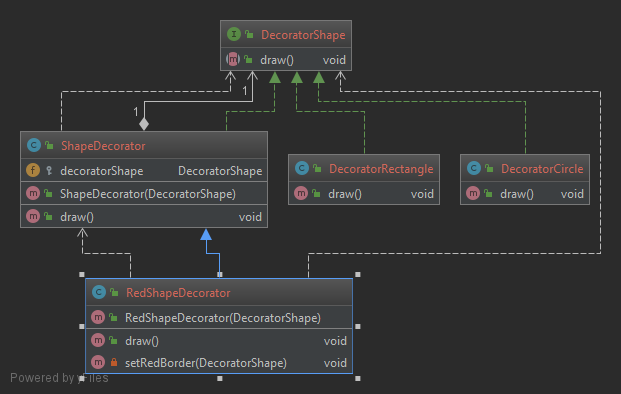 I DecoratorShape
m draw() void
1
1
C ShapeDecorator
f decoratorShape DecoratorShape
m ShapeDecorator(DecoratorShape)
m draw() void
C DecoratorRectangle
m draw() void
C DecoratorCircle
m draw() void
C RedShapeDecorator
m RedShapeDecorator(DecoratorShape)
m draw() void
m setRedBorder(DecoratorShape) void
Powered by yFiles